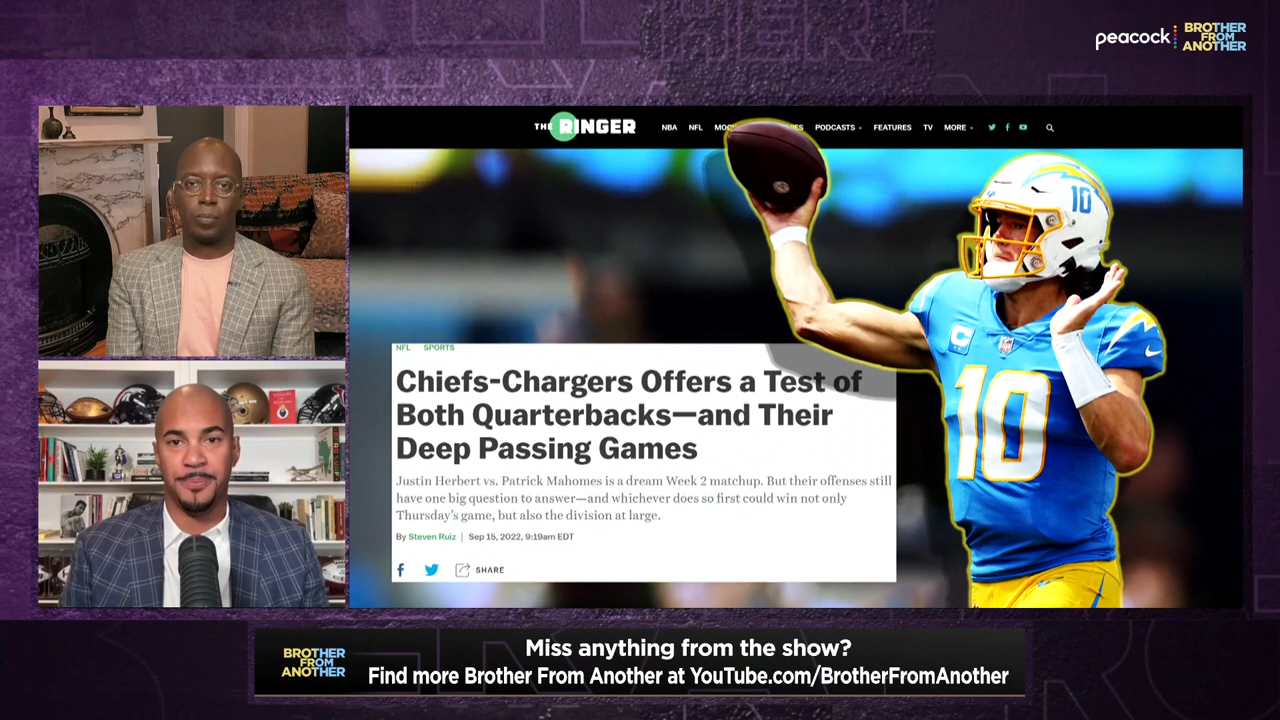 peacock
BROTHER
FROM
ANOTHER
THE RINGER
NBA NFL PODCASTS FEATURES TV MORE
10
NFL SPORTS
Chiefs-Chargers Offers a Test of
Both Quarterbacks—and Their
Deep Passing Games
Justin Herbert vs. Patrick Mahomes is a dream Week 2 matchup. But their offenses still
have one big question to answer—and whichever does so first could win not only
Thursday's game, but also the division at large.
By Steven Ruiz | Sep 15, 2022, 9:19am EDT
SHARE
C
10
BROTHER
FROM
ANOTHER
Miss anything from the show?
Find more Brother From Another at YouTube.com/BrotherFromAnother